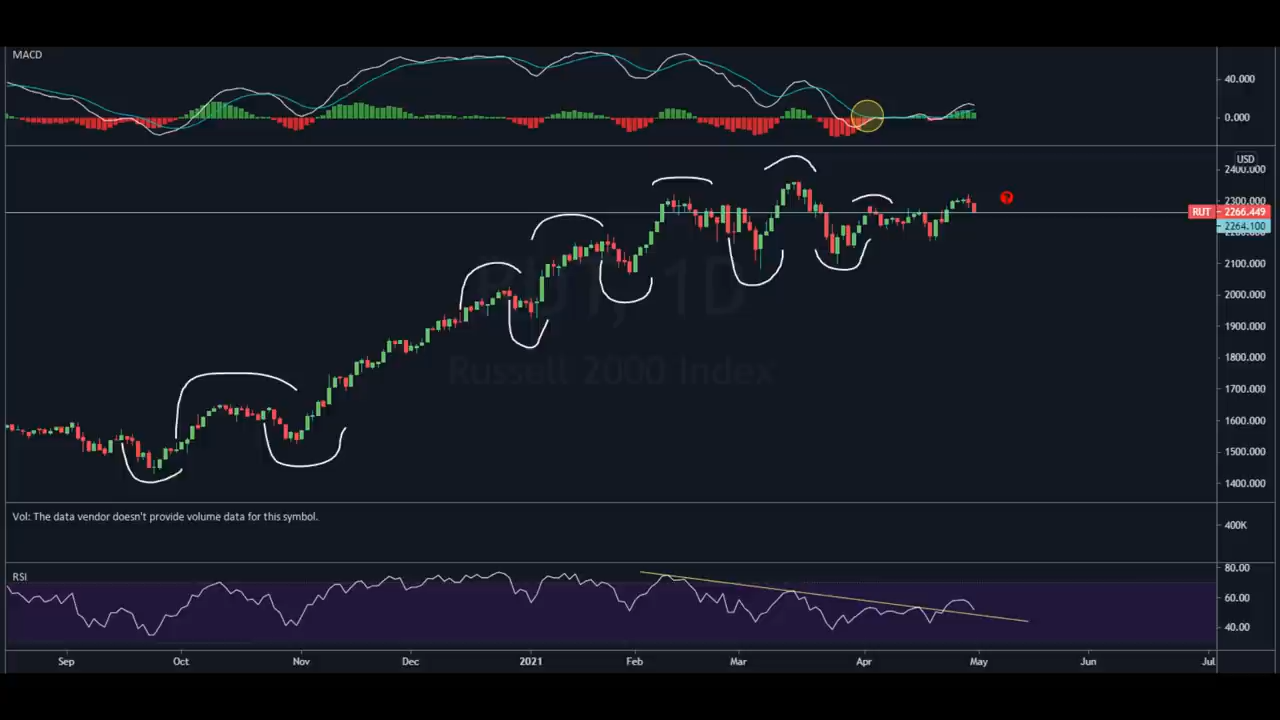 MACD
40.000
0.000
USD
2400.000
2300.000
RUT 2266.449
2264.100
2100.000
2000.000
RUT, 1D
1900.000
1800.000
Russell 2000 Index
1700.000
1600.000
1500.000
1400.000
Vol: The data vendor doesn't provide volume data for this symbol.
400K
RSI
80.00
60.00
40.00
Sep Oct Nov Dec 2021 Feb Mar Apr May Jun Jul